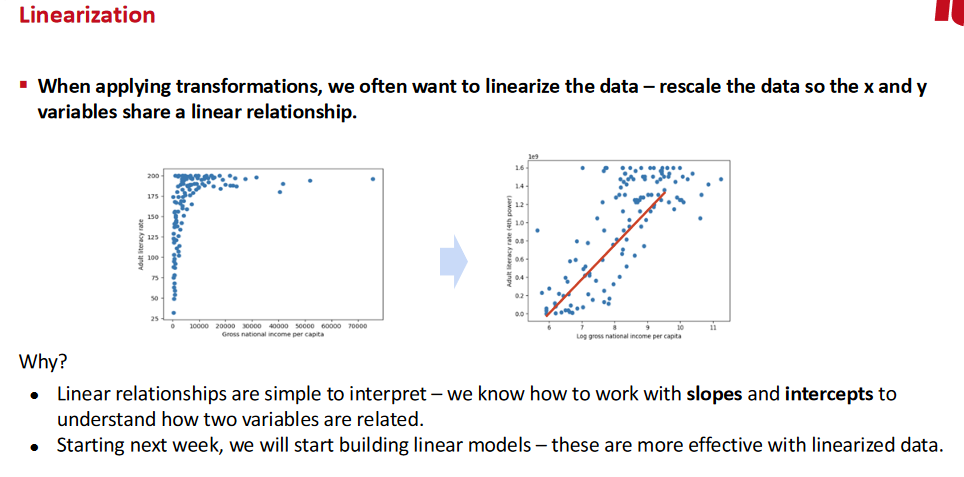 Linearization
▪ When applying transformations, we often want to linearize the data – rescale the data so the x and y
variables share a linear relationship.
200
175
150
125
100
75
50
25
Adult literacy rate
0 10000 20000 30000 40000 50000 60000 70000
Gross national income per capita
1e9
1.6
1.4
1.2
1.0
0.8
0.6
0.4
0.2
0.0
Adult literacy rate (4th power)
6 7 8 9 10 11
Log gross national income per capita
Why?
● Linear relationships are simple to interpret – we know how to work with slopes and intercepts to
understand how two variables are related.
● Starting next week, we will start building linear models – these are more effective with linearized data.